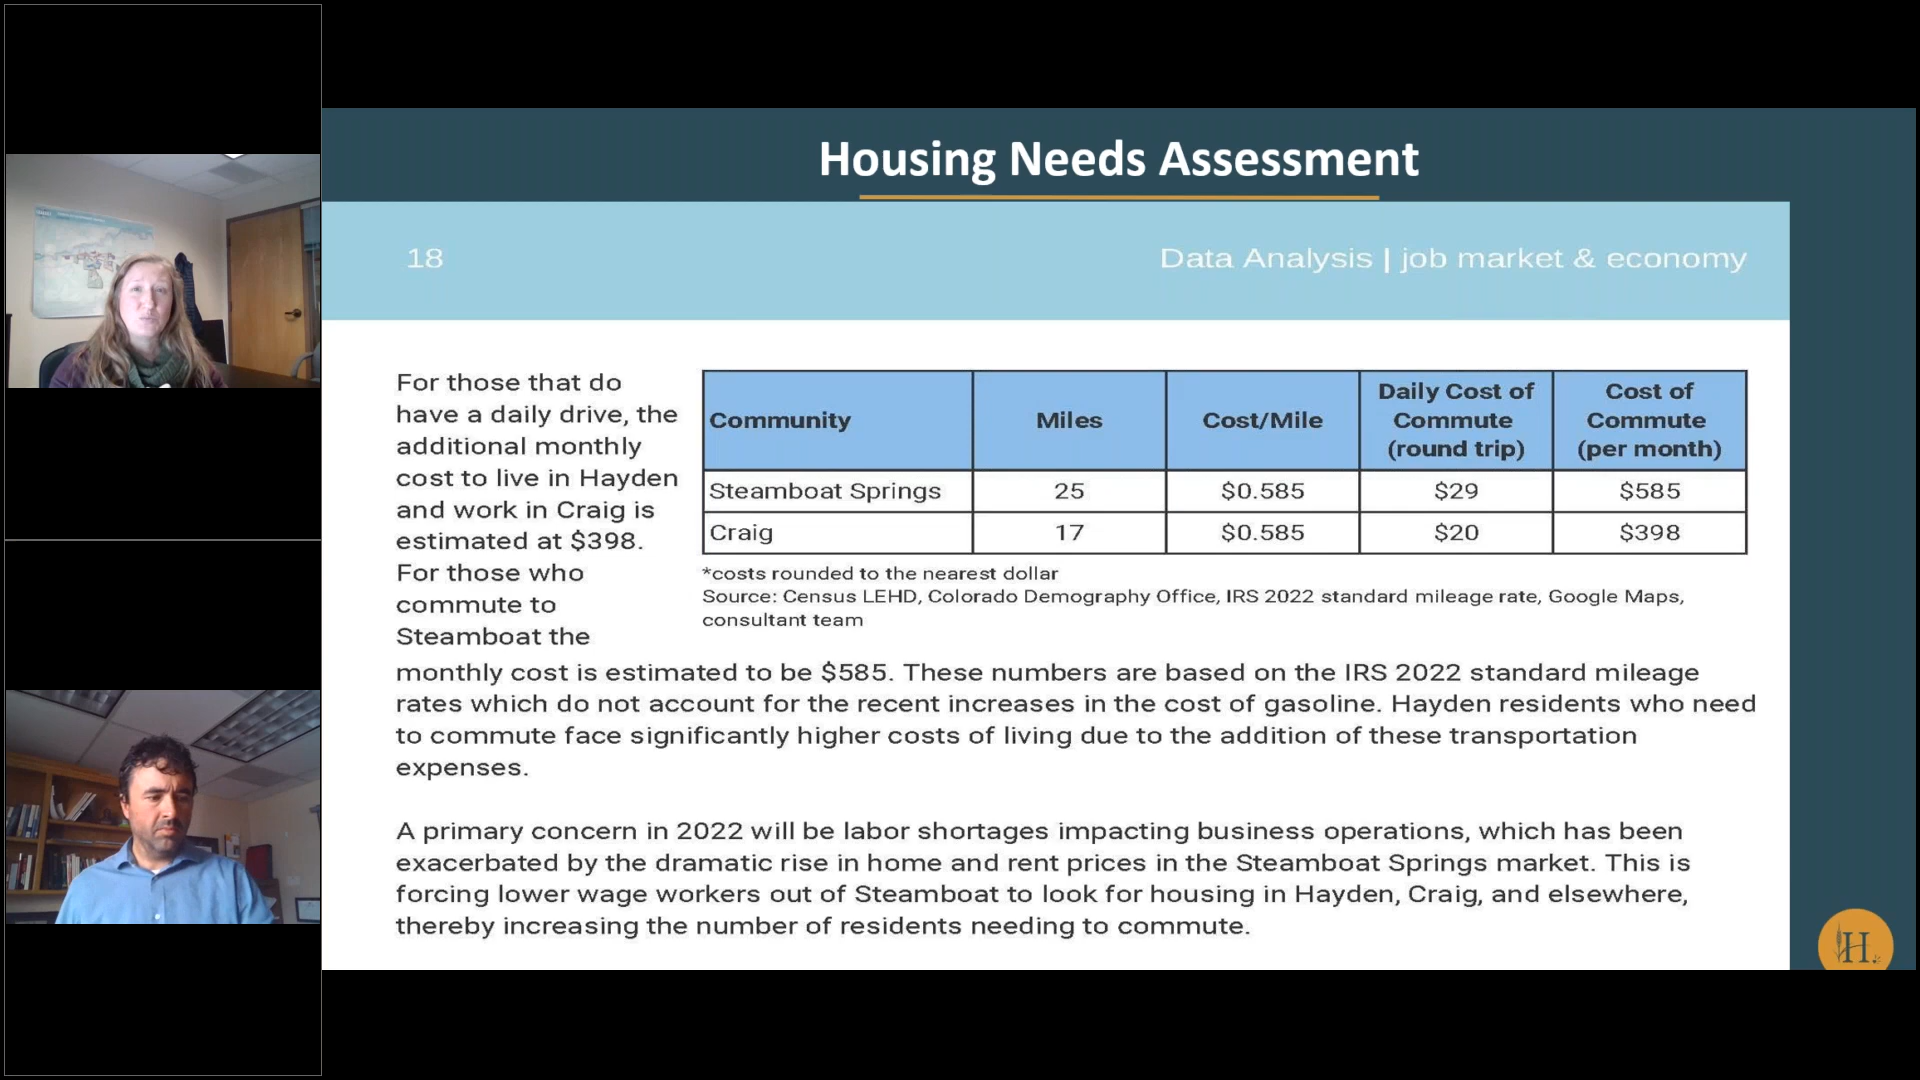 Housing Needs Assessment
18
Data Analysis | job market & economy
For those that do
have a daily drive, the
additional monthly
cost to live in Hayden
and work in Craig is
estimated at $398.
For those who
commute to
Steamboat the
Community Miles Cost/Mile Daily Cost of Commute (round trip) Cost of Commute (per month)
Steamboat Springs 25 $0.585 $29 $585
Craig 17 $0.585 $20 $398
*costs rounded to the nearest dollar
Source: Census LEHD, Colorado Demography Office, IRS 2022 standard mileage rate, Google Maps,
consultant team
monthly cost is estimated to be $585. These numbers are based on the IRS 2022 standard mileage
rates which do not account for the recent increases in the cost of gasoline. Hayden residents who need
to commute face significantly higher costs of living due to the addition of these transportation
expenses.
A primary concern in 2022 will be labor shortages impacting business operations, which has been
exacerbated by the dramatic rise in home and rent prices in the Steamboat Springs market. This is
forcing lower wage workers out of Steamboat to look for housing in Hayden, Craig, and elsewhere,
thereby increasing the number of residents needing to commute.
H.